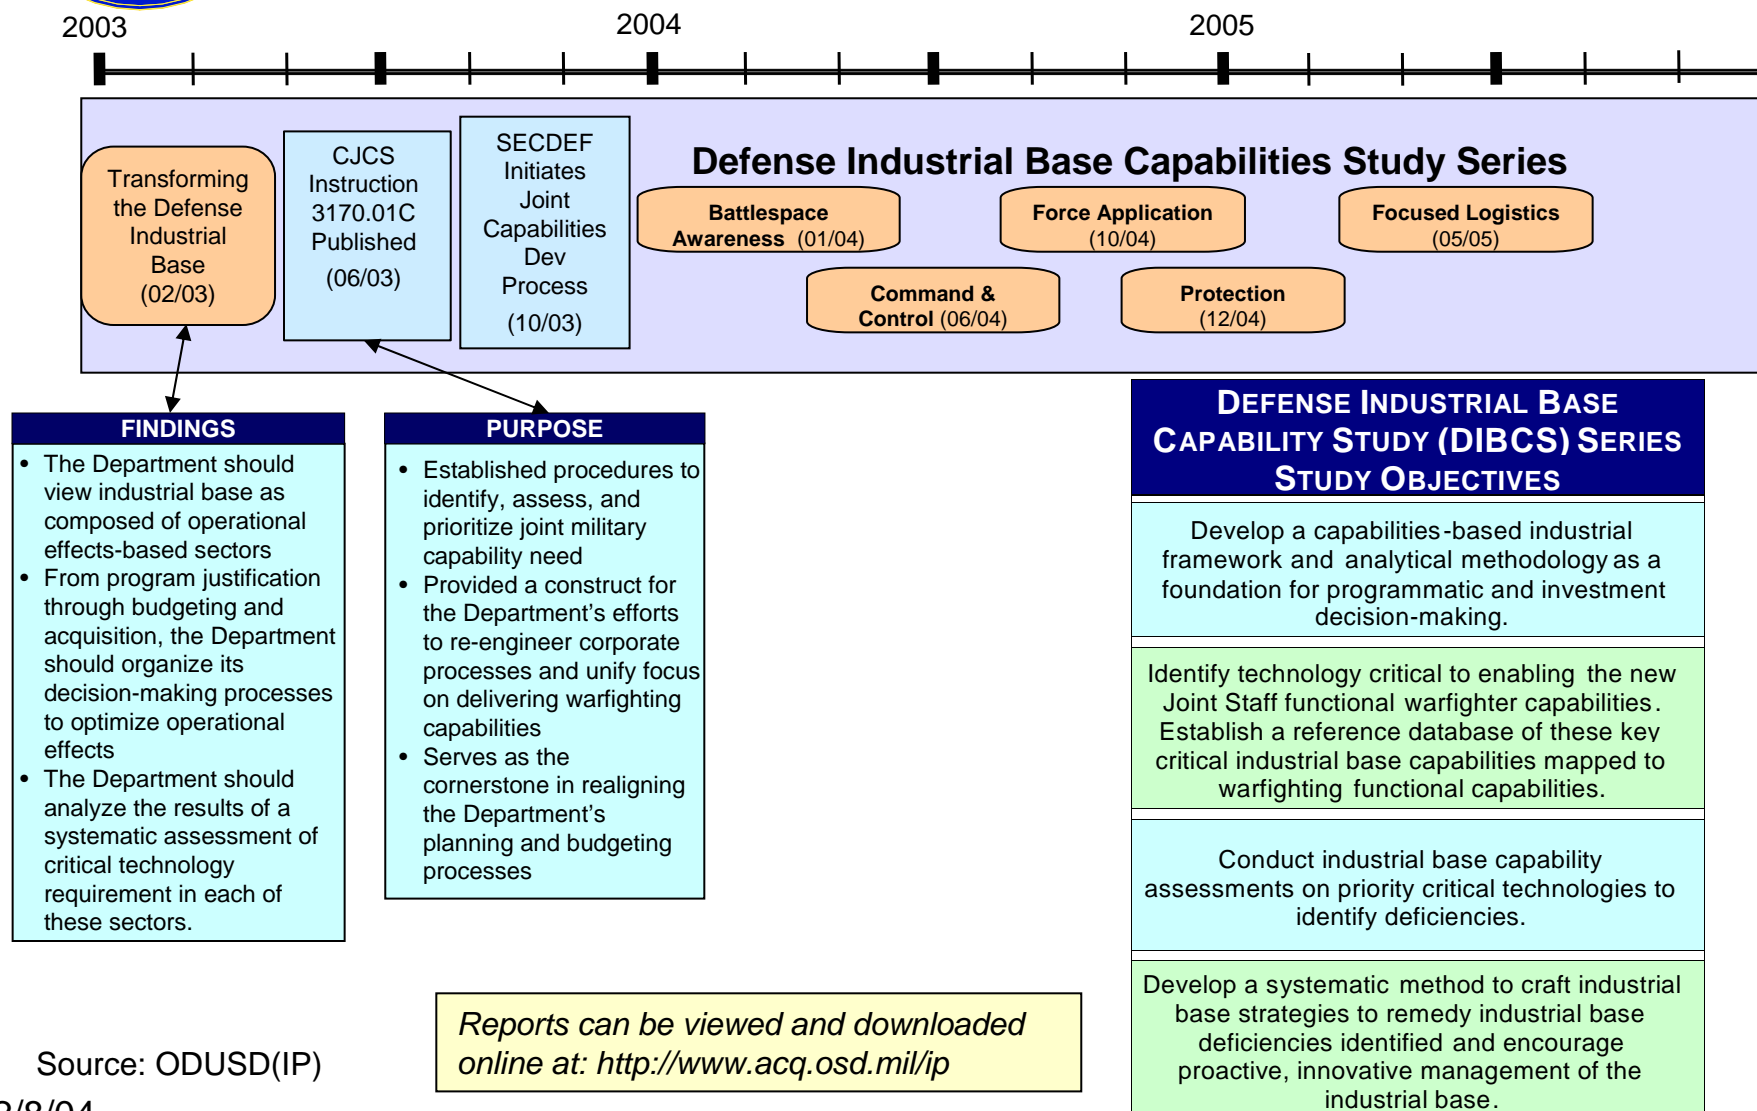 2003
2004
2005
Transforming
the Defense
Industrial
Base
(02/03)
CJCS
Instruction
3170.01C
Published
(06/03)
SECDEF
Initiates
Joint
Capabilities
Dev
Process
(10/03)
Defense Industrial Base Capabilities Study Series
Battlespace
Awareness (01/04)
Force Application
(10/04)
Focused Logistics
(05/05)
Command &
Control (06/04)
Protection
(12/04)
FINDINGS
• The Department should
view industrial base as
composed of operational
effects-based sectors
• From program justification
through budgeting and
acquisition, the Department
should organize its
decision-making processes
to optimize operational
effects
• The Department should
analyze the results of a
systematic assessment of
critical technology
requirement in each of
these sectors.
PURPOSE
• Established procedures to
identify, assess, and
prioritize joint military
capability need
• Provided a construct for
the Department's efforts
to re-engineer corporate
processes and unify focus
on delivering warfighting
capabilities
• Serves as the
cornerstone in realigning
the Department's
planning and budgeting
processes
DEFENSE INDUSTRIAL BASE
CAPABILITY STUDY (DIBCS) SERIES
STUDY OBJECTIVES
Develop a capabilities-based industrial
framework and analytical methodology as a
foundation for programmatic and investment
decision-making.
Identify technology critical to enabling the new
Joint Staff functional warfighter capabilities.
Establish a reference database of these key
critical industrial base capabilities mapped to
warfighting functional capabilities.
Conduct industrial base capability
assessments on priority critical technologies to
identify deficiencies.
Develop a systematic method to craft industrial
base strategies to remedy industrial base
deficiencies identified and encourage
proactive, innovative management of the
industrial base.
Reports can be viewed and downloaded
online at: http://www.acq.osd.mil/ip
Source: ODUSD(IP)